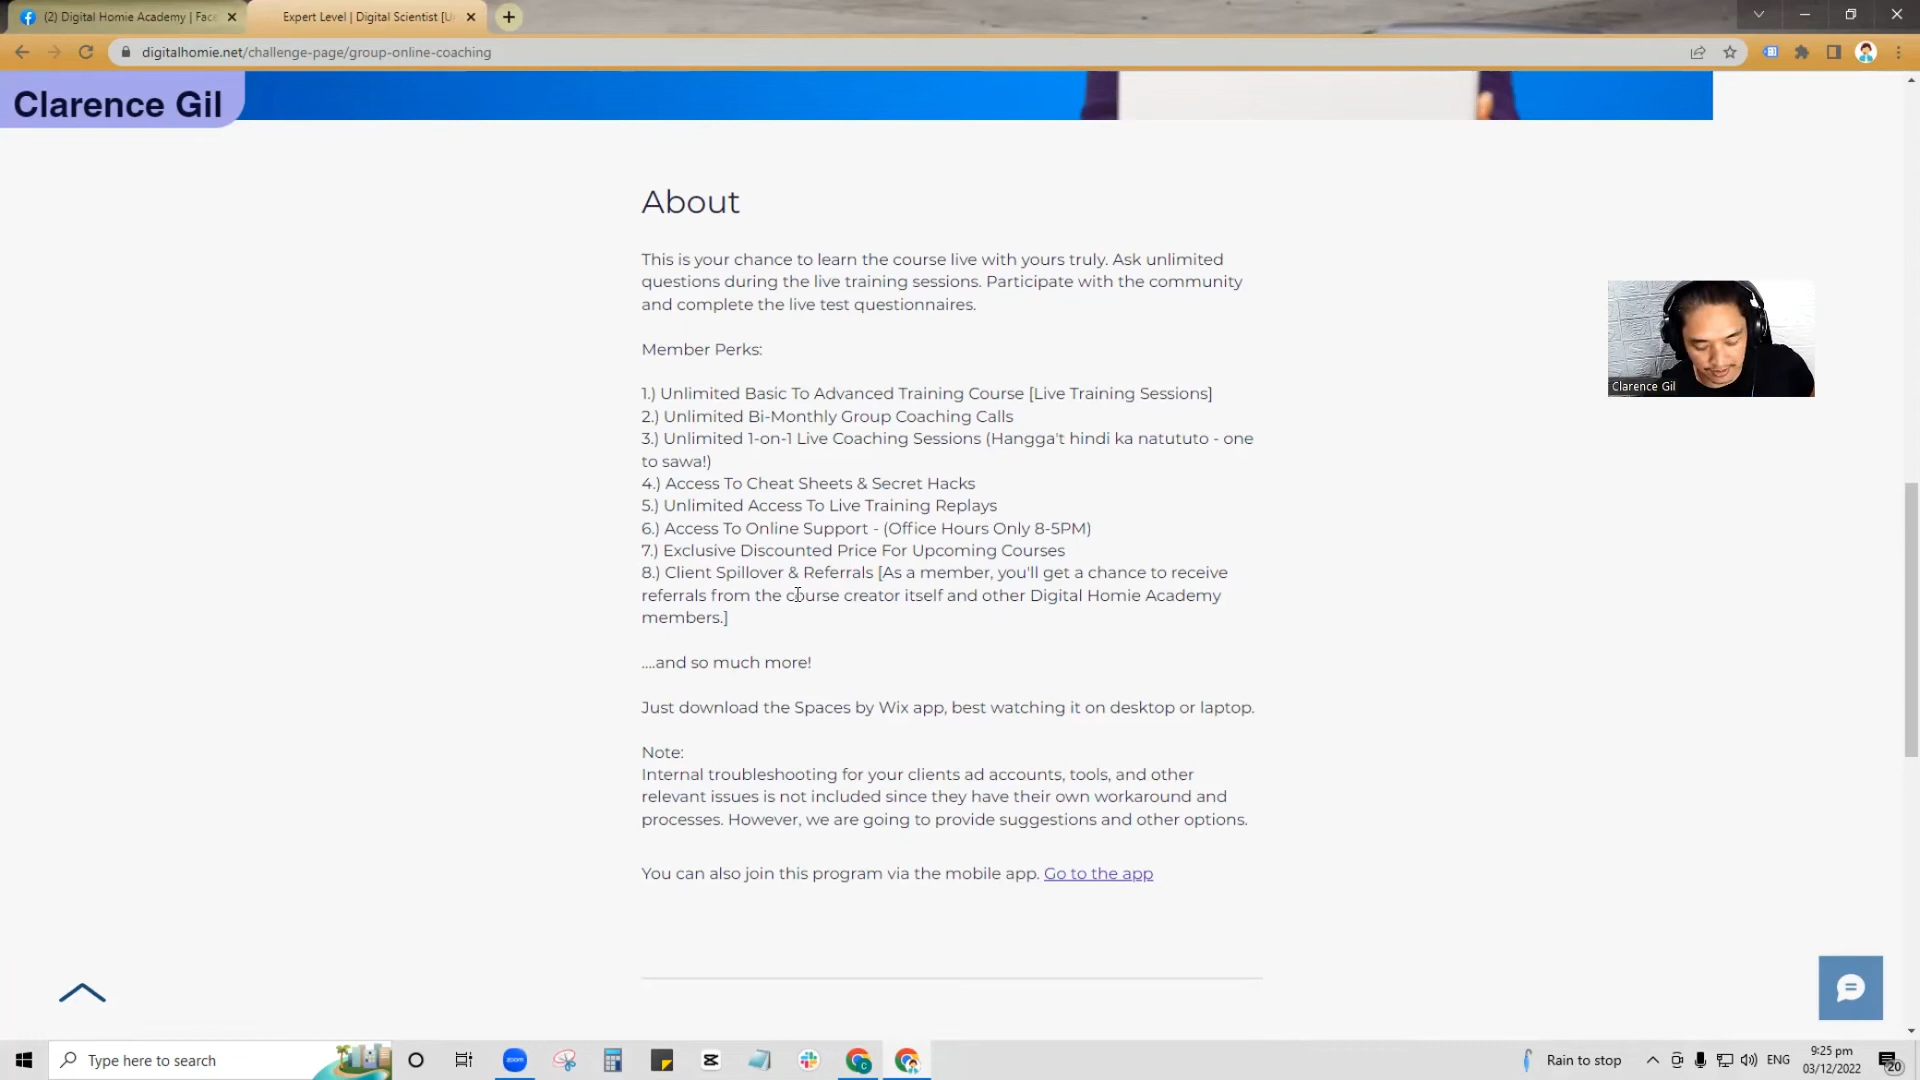 (2) Digital Homie Academy | Face
Expert Level | Digital Scientist [U
digitalhomie.net/challenge-page/group-online-coaching
Clarence Gil
About
This is your chance to learn the course live with yours truly. Ask unlimited
questions during the live training sessions. Participate with the community
and complete the live test questionnaires.
Member Perks:
1.) Unlimited Basic To Advanced Training Course [Live Training Sessions]
2.) Unlimited Bi-Monthly Group Coaching Calls
3.) Unlimited 1-on-1 Live Coaching Sessions (Hangga't hindi ka natututo - one
to sawa!)
4.) Access To Cheat Sheets & Secret Hacks
5.) Unlimited Access To Live Training Replays
6.) Access To Online Support - (Office Hours Only 8-5PM)
7.) Exclusive Discounted Price For Upcoming Courses
8.) Client Spillover & Referrals [As a member, you'll get a chance to receive
referrals from the course creator itself and other Digital Homie Academy
members.]
....and so much more!
Just download the Spaces by Wix app, best watching it on desktop or laptop.
Note:
Internal troubleshooting for your clients ad accounts, tools, and other
relevant issues is not included since they have their own workaround and
processes. However, we are going to provide suggestions and other options.
You can also join this program via the mobile app. Go to the app
Clarence Gil
Type here to search
zoom
Rain to stop
ENG
9:25 pm
03/12/2022
20